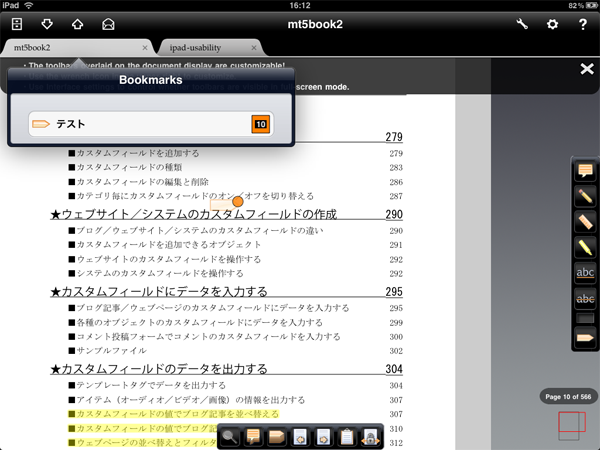 iPad 16:12 82%
mt5book2
mt5book2 × ipad-usability ×
· The toolba erlaid on the document display are customizable!
Bookmarks
screen mode.
テスト 10
279
■カスタムフィールドを追加する 279
■カスタムフィールドの種類 283
■カスタムフィールドの編集と削除 286
■カテゴリ毎にカスタムフィールドのオン/オフを切り替える 287
★ウェブサイト/システムのカスタムフィールドの作成 290
■ブログ/ウェブサイト/システムのカスタムフィールドの違い 290
■カスタムフィールドを追加できるオブジェクト 291
■ウェブサイトのカスタムフィールドを操作する 292
■システムのカスタムフィールドを操作する 292
★カスタムフィールドにデータを入力する 295
■ブログ記事/ウェブページのカスタムフィールドにデータを入力する 295
■各種のオブジェクトのカスタムフィールドにデータを入力する 299
■コメント投稿フォームでコメントのカスタムフィールドを入力する 300
■サンプルファイル 302
★カスタムフィールドのデータを出力する 304
■テンプレートタグでデータを出力する 304
■アイテム(オーディオ/ビデオ/画像)の情報を出力する 307
■カスタムフィールドの値でブログ記事を並べ替える 307
■カスタムフィールドの値でブログ記 310
■ウェブページの並べ替えとフィルタ 312
abc
abc
Page 10 of 566